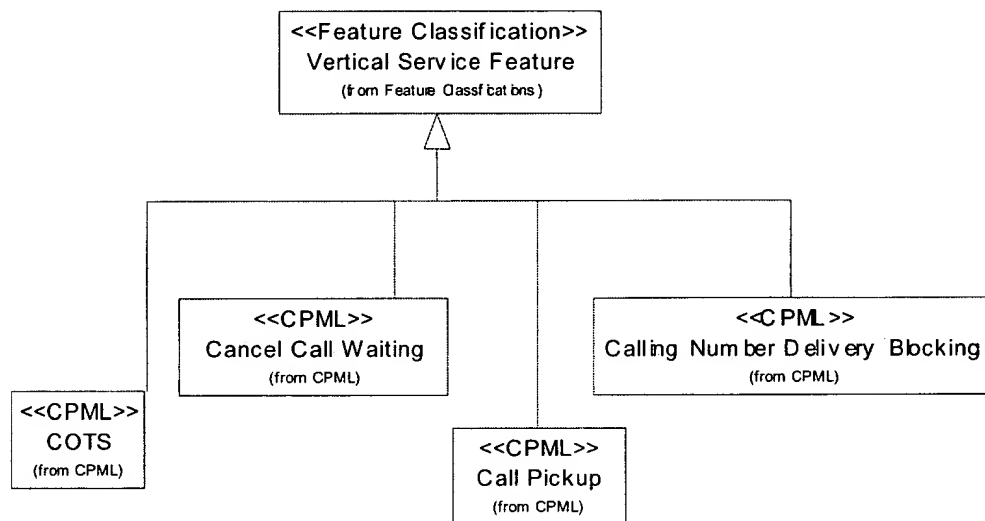 <<Feature Classification>>
Vertical Service Feature
(from Feature Classfications)
<<CPML>>
Cancel Call Waiting
(from CPML)
<<CPML>>
Calling Number Delivery Blocking
(from CPML)
<<CPML>>
COTS
(from CPML)
<<CPML>>
Call Pickup
(from CPML)